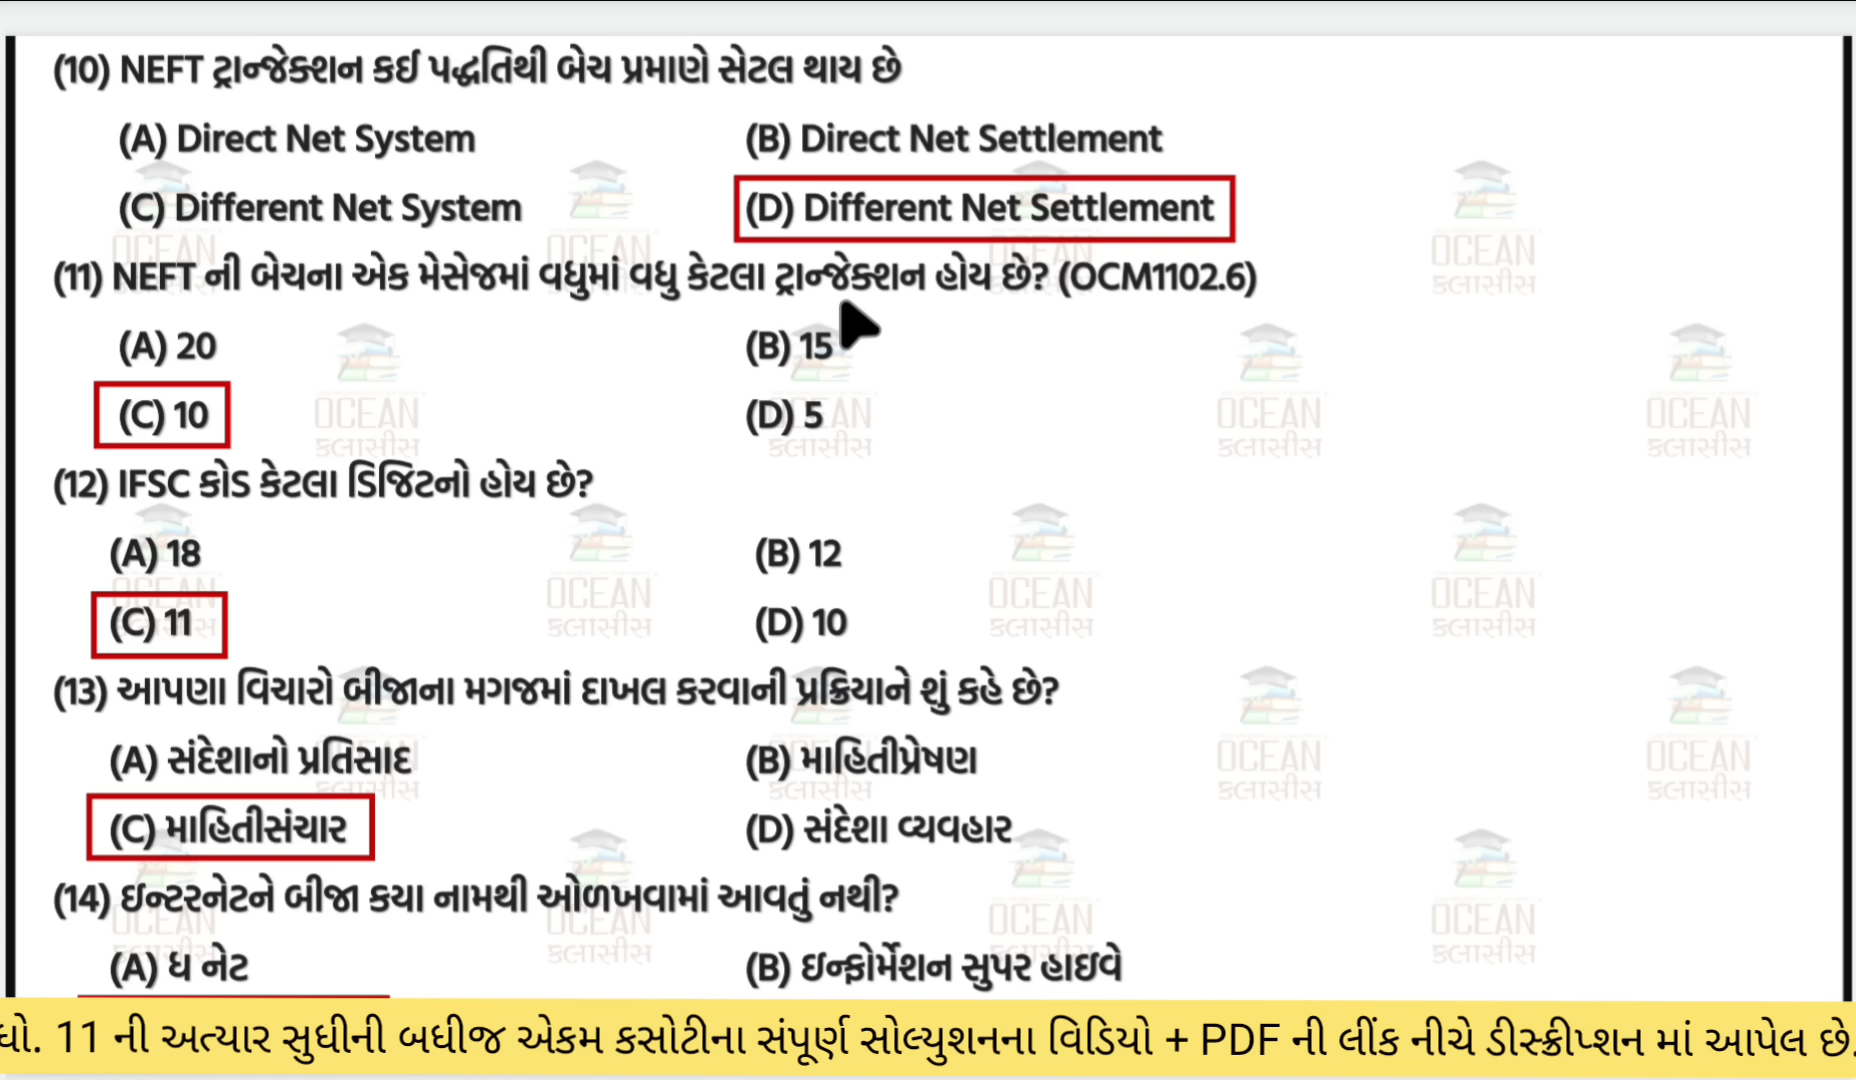 (10) NEFT ટ્રાન્જેક્શન કઈ પદ્ધતિથી બેચ પ્રમાણે સેટલ થાય છે
(A) Direct Net System (B) Direct Net Settlement
(C) Different Net System (D) Different Net Settlement
(11) NEFT ની બેચના એક મેસેજમાં વધુમાં વધુ કેટલા ટ્રાન્જેક્શન હોય છે? (OCM1102.6)
(A) 20 (B) 15
(C) 10 (D) 5
(12) IFSC કોડ કેટલા ડિજિટનો હોય છે?
(A) 18 (B) 12
(C) 11 (D) 10
(13) આપણા વિચારો બીજાના મગજમાં દાખલ કરવાની પ્રક્રિયાને શું કહે છે?
(A) સંદેશાનો પ્રતિસાદ (B) માહિતીપ્રેષણ
(C) માહિતીસંચાર (D) સંદેશા વ્યવહાર
(14) ઈન્ટરનેટને બીજા કયા નામથી ઓળખવામાં આવતું નથી?
(A) ધ નેટ (B) ઇન્ફોર્મેશન સુપર હાઇવે
ધો. 11 ની અત્યાર સુધીની બધીજ એકમ કસોટીના સંપૂર્ણ સોલ્યુશનના વિડિયો + PDF ની લીંક નીચે ડીસ્ક્રીપ્શન માં આપેલ છે.
OCEAN
ક્લાસીસ